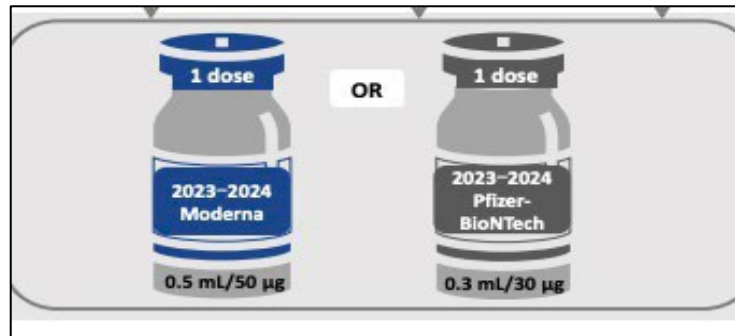 1 dose
2023–2024
Moderna
0.5 mL/50 µg
OR
1 dose
2023–2024
Pfizer-
BioNTech
0.3 mL/30 µg